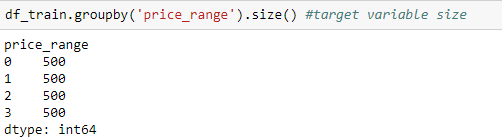 df_train.groupby('price_range').size() #target variable size
price_range
0    500
1    500
2    500
3    500
dtype: int64